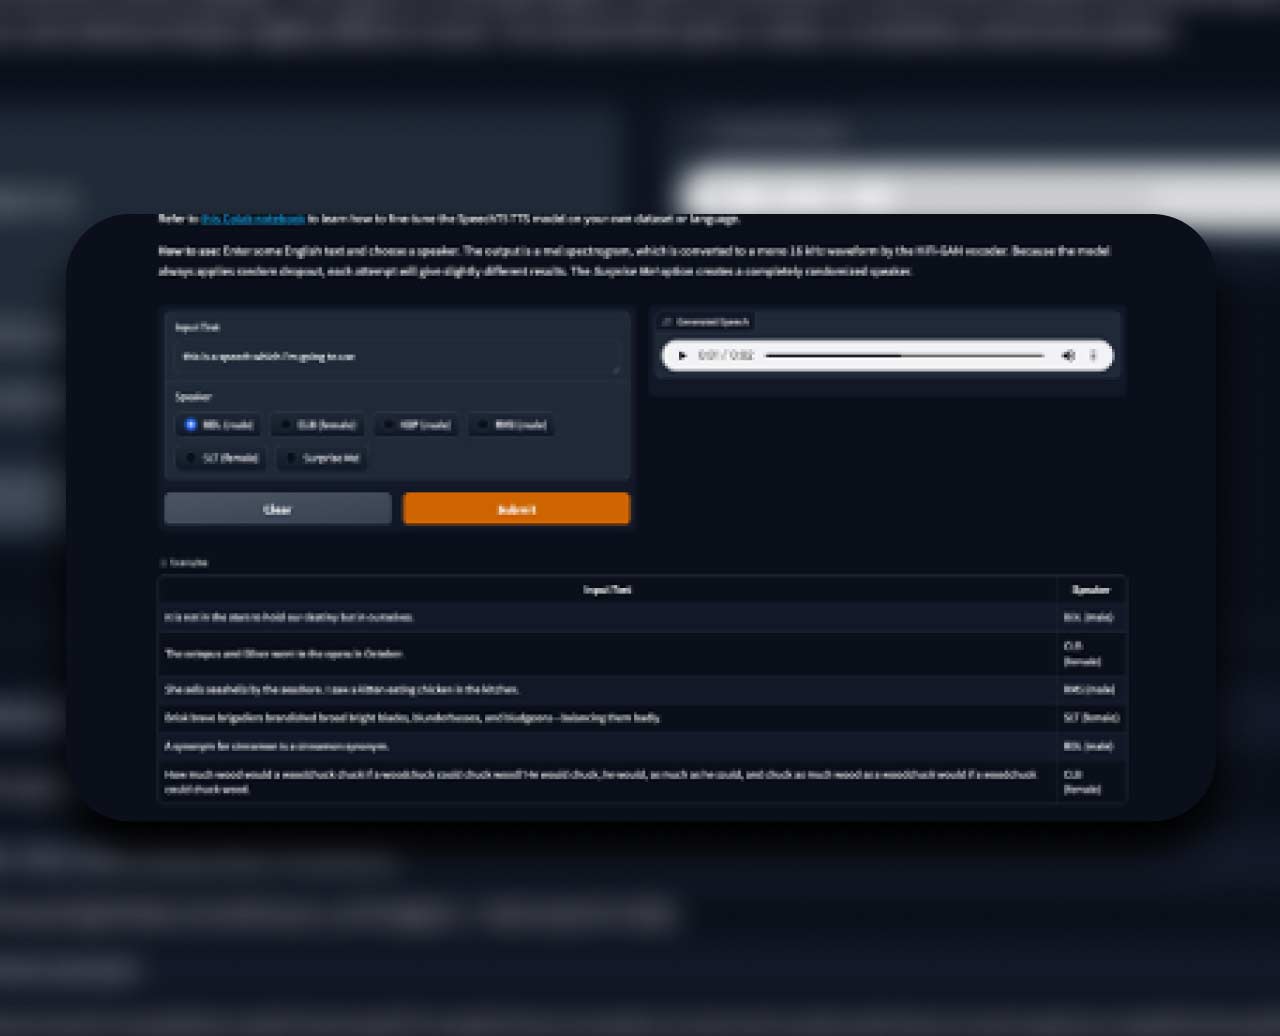 Refer to this Colab notebook to learn how to fine-tune the SpeechT5 TTS model on your own dataset or language.
How to use: Enter some English text and choose a speaker. The output is a mel spectrogram, which is converted to a mono 16 kHz waveform by the HiFi-GAN vocoder. Because the model
always applies random dropout, each attempt will give slightly different results. The Surprise Me! option creates a completely randomized speaker.
Input Text
Generated Speech
this is a speech which I'm going to use
0:01 / 0:02
Speaker
BDL (male) CLB (female) KSP (male) RMS (male)
SLT (female) Surprise Me!
Clear Submit
Examples
Input Text Speaker
It is not in the stars to hold our destiny but in ourselves. BDL (male)
The octopus and Oliver went to the opera in October. CLB
(female)
She sells seashells by the seashore. I saw a kitten eating chicken in the kitchen. RMS (male)
Brisk brave brigadiers brandished broad bright blades, blunderbusses, and bludgeons—balancing them badly. SLT (female)
A synonym for cinnamon is a cinnamon synonym. BDL (male)
How much wood would a woodchuck chuck if a woodchuck could chuck wood? He would chuck, he would, as much as he could, and chuck as much wood as a woodchuck would if a woodchuck
could chuck wood. CLB
(female)